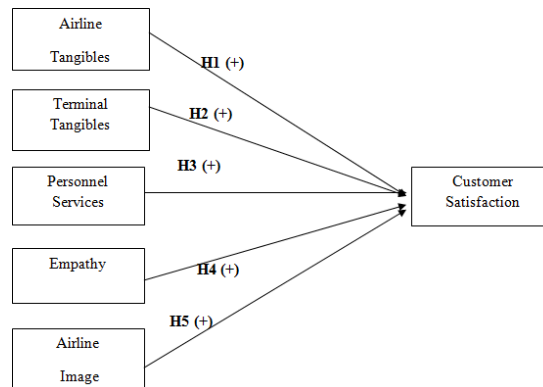 Airline
Tangibles
H1 (+)
Terminal
Tangibles
H2 (+)
H3 (+)
Personnel
Services
Customer
Satisfaction
Empathy
H4 (+)
H5 (+)
Airline
Image